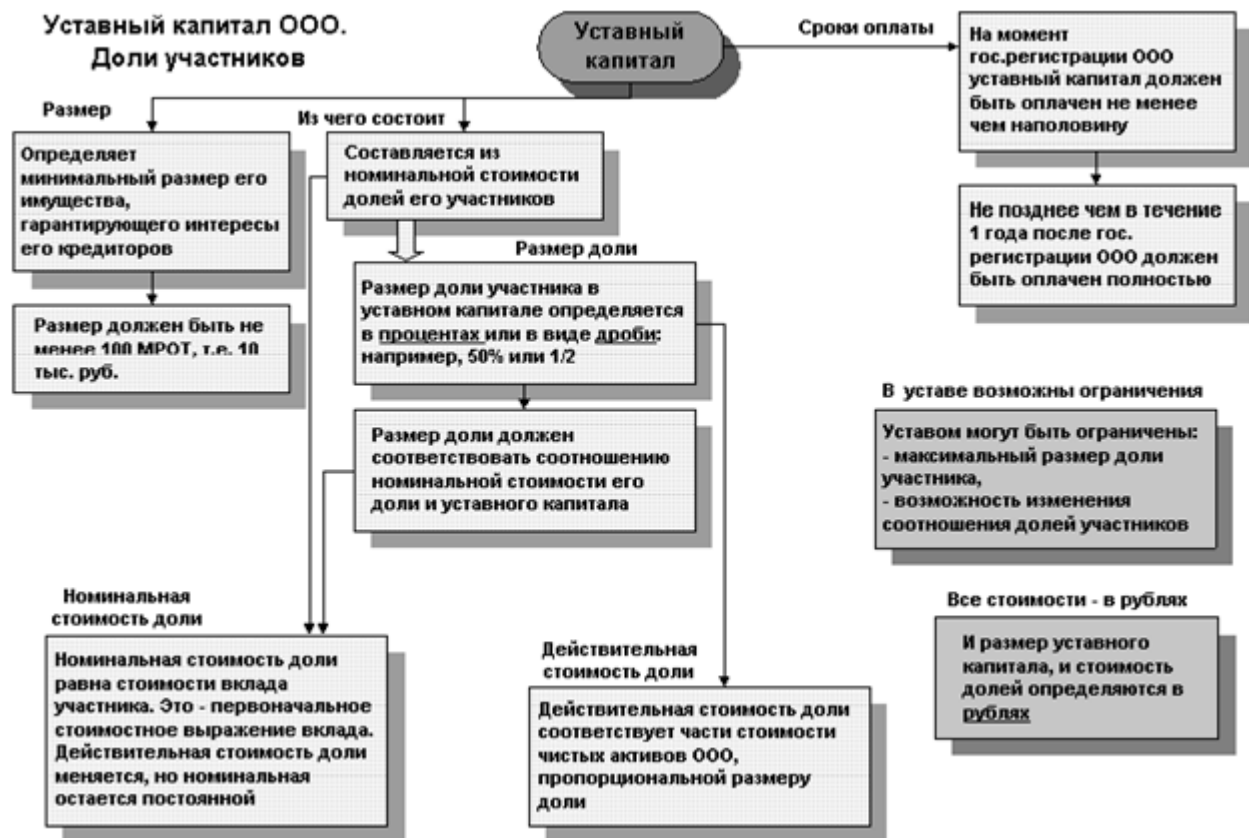 Уставный капитал ООО.
Доли участников
Уставный
капитал
Сроки оплаты
На момент
гос.регистрации ООО
уставный капитал должен
быть оплачен не менее
чем наполовину
Не позднее чем в течение
1 года после гос.
регистрации ООО должен
быть оплачен полностью
Размер
Определяет
минимальный размер его
имущества,
гарантирующего интересы
его кредиторов
Размер должен быть не
менее 100 МРОТ, т.е. 10
тыс. руб.
Из чего состоит
Составляется из
номинальной стоимости
долей его участников
Размер доли
Размер доли участника в
уставном капитале определяется
в процентах или в виде дроби:
например, 50% или 1/2
Размер доли должен
соответствовать соотношению
номинальной стоимости его
доли и уставного капитала
В уставе возможны ограничения
Уставом могут быть ограничены:
- максимальный размер доли
участника,
- возможность изменения
соотношения долей участников
Номинальная
стоимость доли
Номинальная стоимость доли
равна стоимости вклада
участника. Это - первоначальное
стоимостное выражение вклада.
Действительная стоимость доли
меняется, но номинальная
остается постоянной
Действительная
стоимость доли
Действительная стоимость доли
соответствует части стоимости
чистых активов ООО,
пропорциональной размеру
доли
Все стоимости - в рублях
И размер уставного
капитала, и стоимость
долей определяются в
рублях